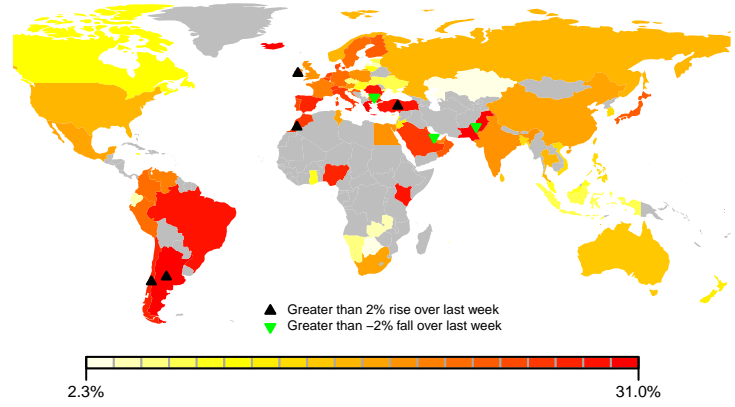 Greater than 2% rise over last week
Greater than −2% fall over last week
2.3%
31.0%